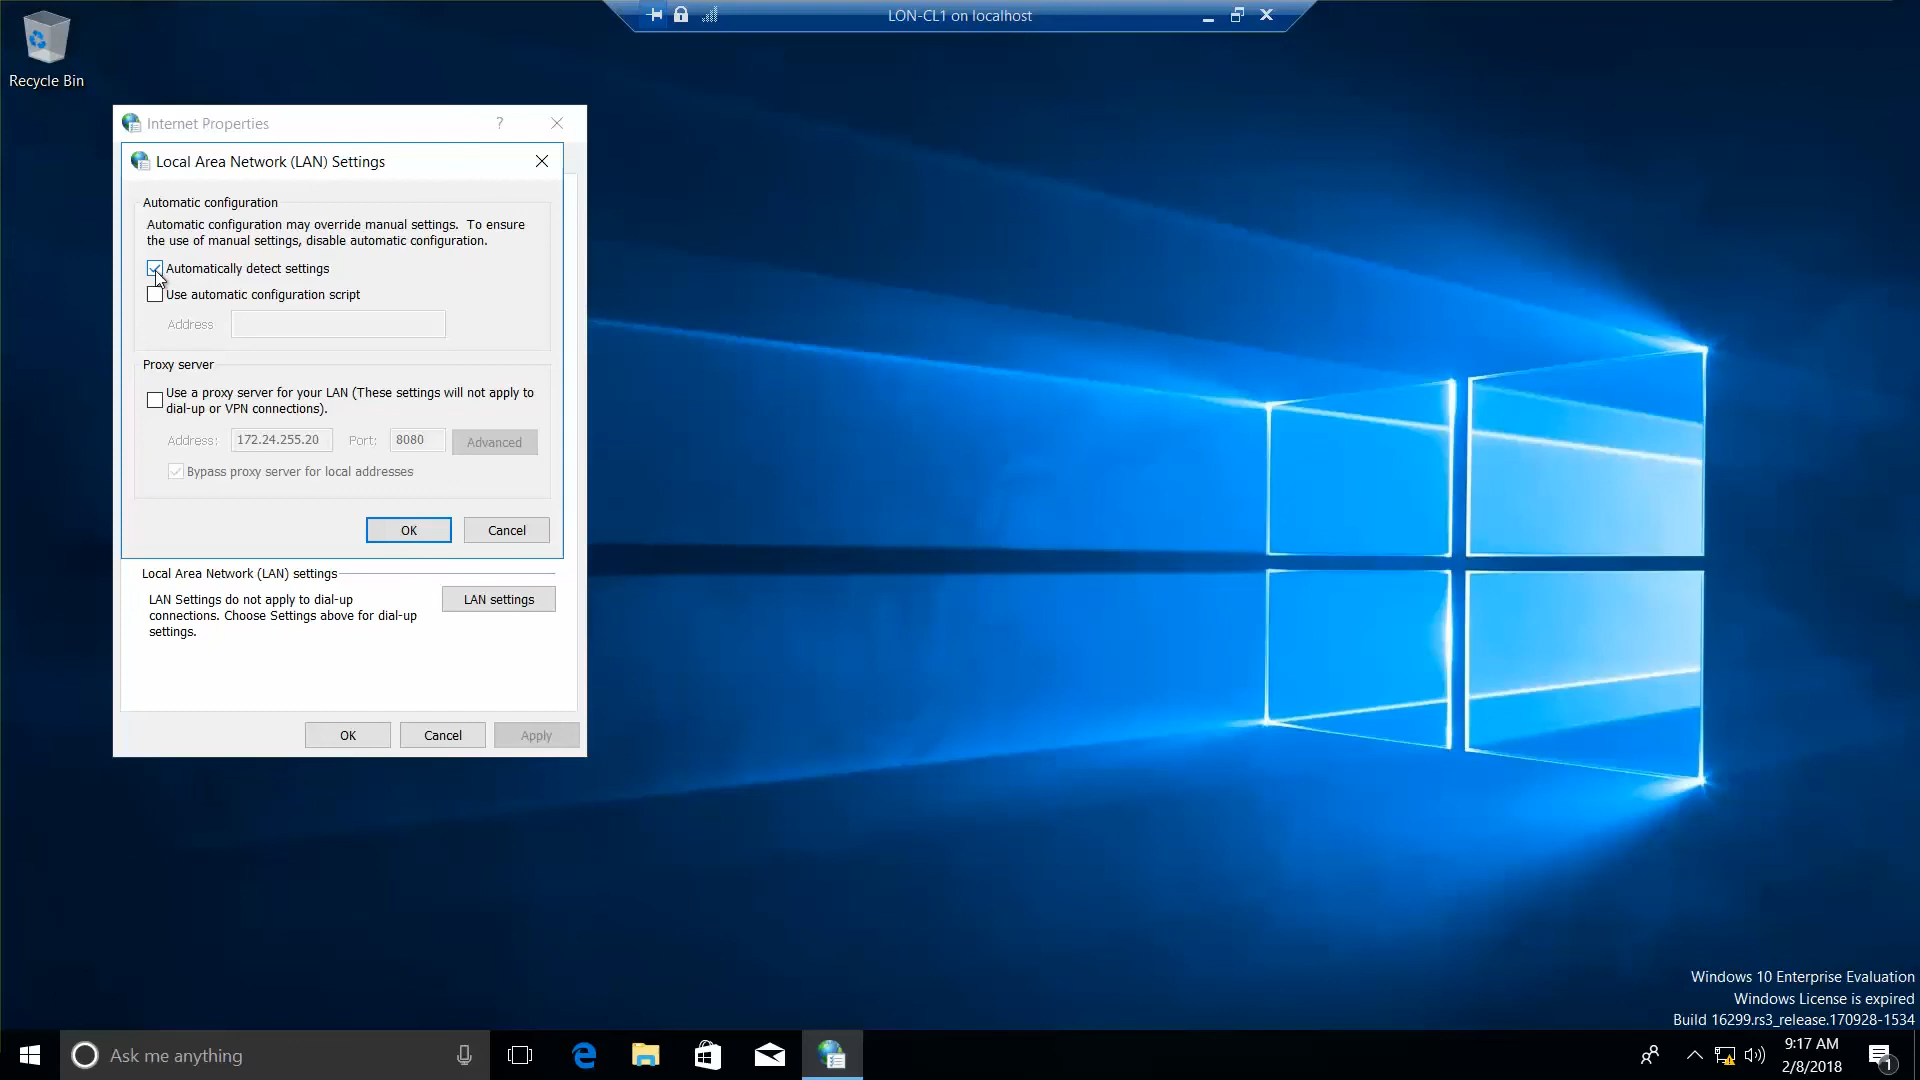 LON-CL1 on localhost
Recycle Bin
Internet Properties
?
Local Area Network (LAN) Settings
Automatic configuration
Automatic configuration may override manual settings. To ensure
the use of manual settings, disable automatic configuration.
Automatically detect settings
Use automatic configuration script
Address
Proxy server
Use a proxy server for your LAN (These settings will not apply to
dial-up or VPN connections).
Address: 172.24.255.20 Port: 8080 Advanced
Bypass proxy server for local addresses
OK Cancel
Local Area Network (LAN) settings
LAN Settings do not apply to dial-up
connections. Choose Settings above for dial-up
settings.
LAN settings
OK Cancel Apply
Windows 10 Enterprise Evaluation
Windows License is expired
Build 16299.rs3_release.170928-1534
Ask me anything
9:17 AM
2/8/2018
1